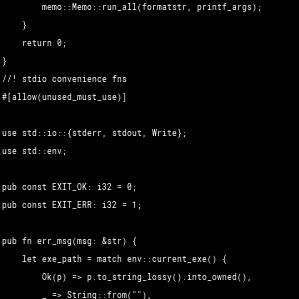 memo::Memo::run_all(formatstr, printf_args);
}
return 0;
}
//! stdio convenience fns
#[allow(unused_must_use)]
use std::io::{stderr, stdout, Write};
use std::env;
pub const EXIT_OK: i32 = 0;
pub const EXIT_ERR: i32 = 1;
pub fn err_msg(msg: &str) {
let exe_path = match env::current_exe() {
Ok(p) => p.to_string_lossy().into_owned(),
_ => String::from(""),